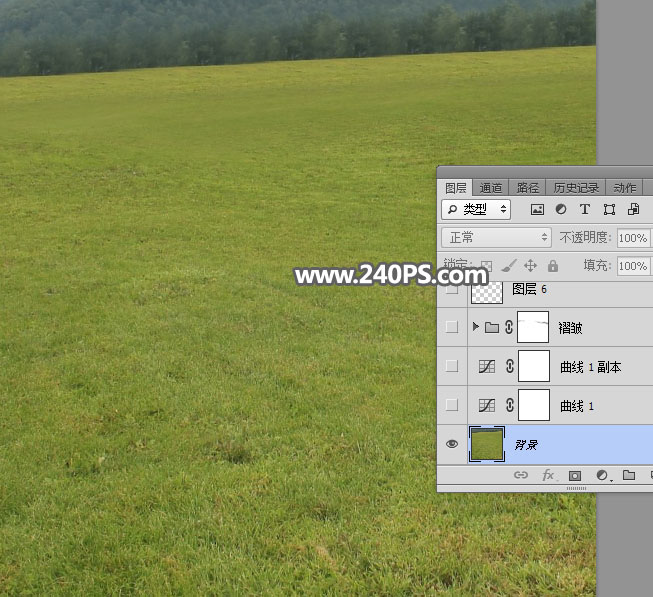 图层 通道 路径 历史记录 动作
类型 T
正常 不透明度: 100%
锁定: 填充: 100%
www.240PS.com
图层 6
褶皱
曲线 1 副本
曲线 1
背景
fx